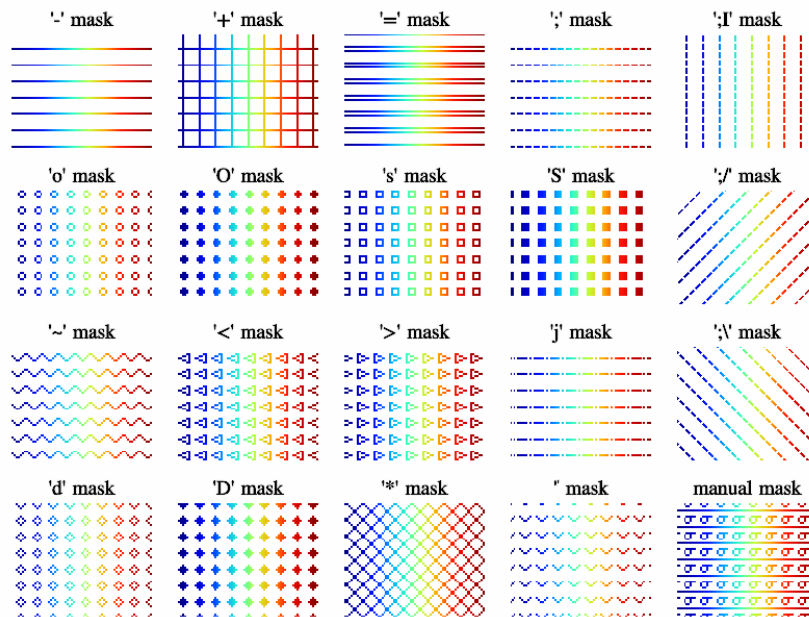 '-' mask
'+' mask
'=' mask
';' mask
';I' mask
'o' mask
'O' mask
's' mask
'S' mask
';/' mask
'~' mask
'<' mask
'>' mask
'j' mask
';\' mask
'd' mask
'D' mask
'*' mask
'`' mask
manual mask
σ σ σ σ σ σ σ σ
σ σ σ σ σ σ σ σ
σ σ σ σ σ σ σ σ
σ σ σ σ σ σ σ σ
σ σ σ σ σ σ σ σ
σ σ σ σ σ σ σ σ